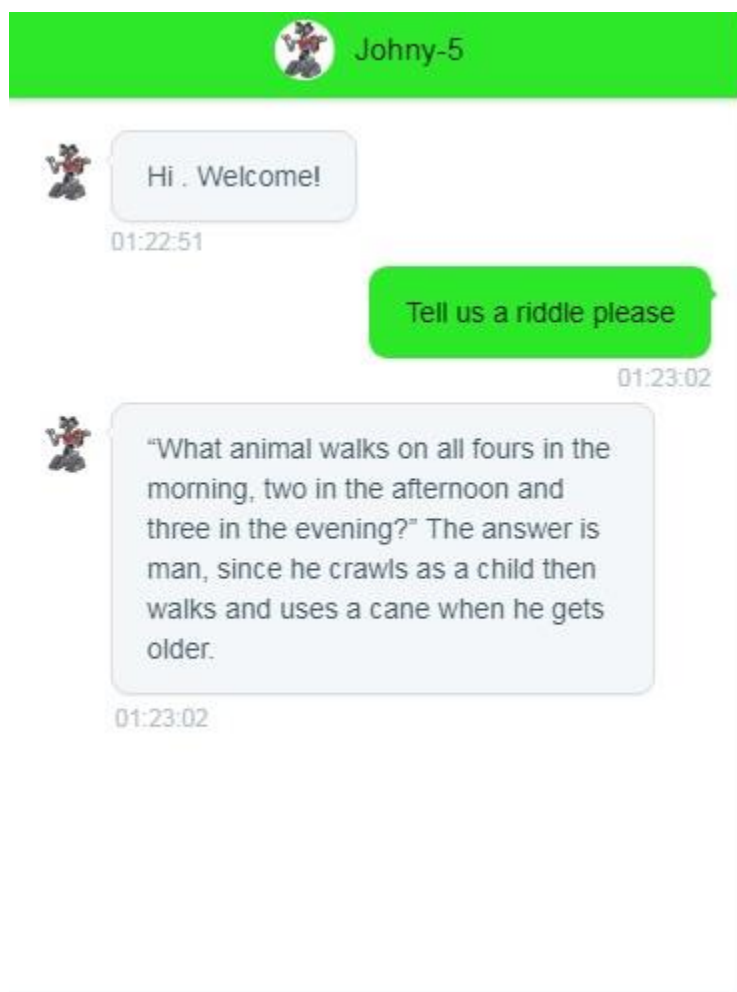 Johny-5
Hi . Welcome!
01:22:51
Tell us a riddle please
01:23:02
“What animal walks on all fours in the
morning, two in the afternoon and
three in the evening?” The answer is
man, since he crawls as a child then
walks and uses a cane when he gets
older.
01:23:02